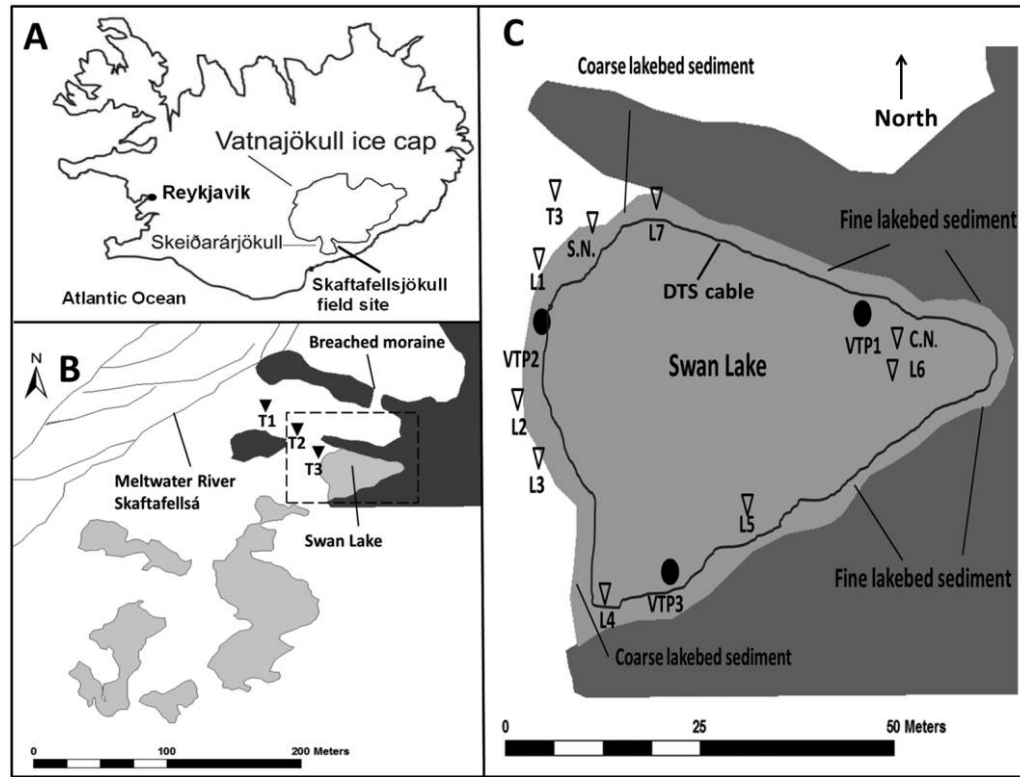 A
Vatnajökull ice cap
Reykjavik
Skeiðarárjökull
Skaftafellsjökull
field site
Atlantic Ocean
B
N
Breached moraine
T1
T2
T3
Meltwater River
Skaftafellsá
Swan Lake
0 100 200 Meters
C
Coarse lakebed sediment
North
T3
S.N.
L7
L1
Fine lakebed sediment
DTS cable
VTP2
VTP1
C.N.
L6
Swan Lake
L2
L3
L5
Fine lakebed sediment
L4
VTP3
Coarse lakebed sediment
0 25 50 Meters